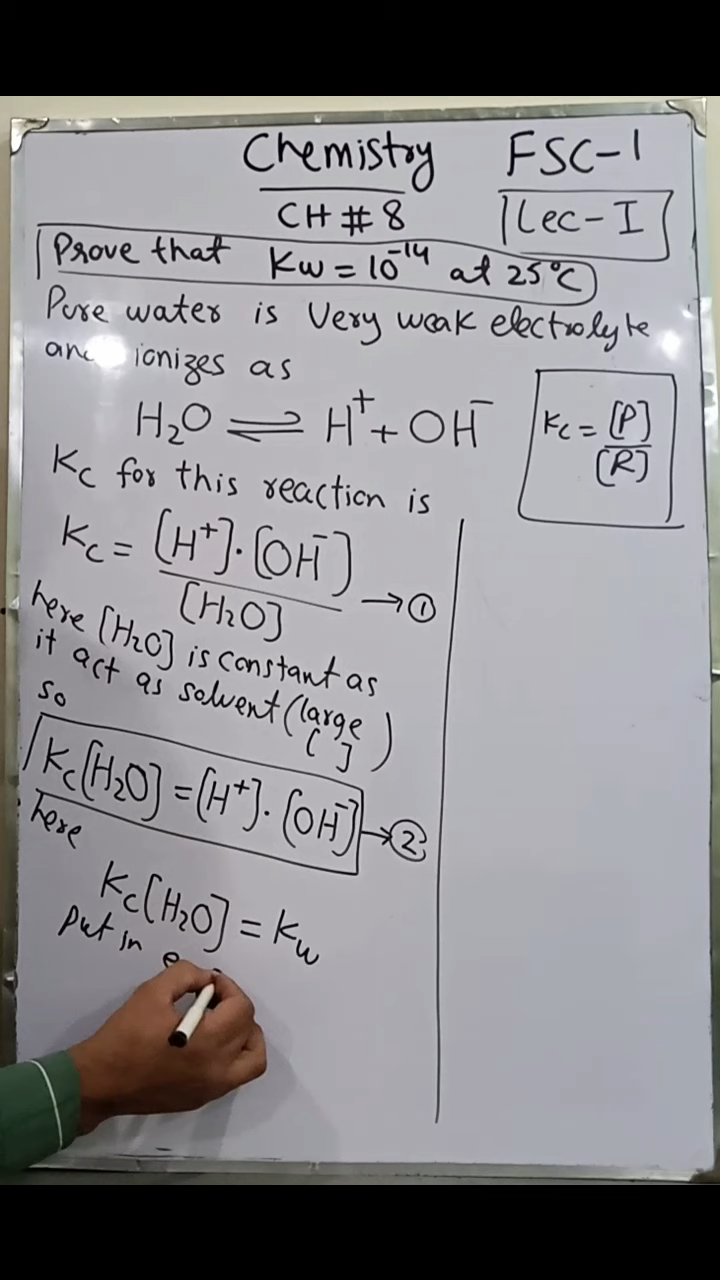 Chemistry FSC-1
CH # 8 Lec-I
Prove that Kw = 10⁻¹⁴ at 25°C
Pure water is Very weak electrolyte
ionizes as
H₂O ⇌ H⁺ + OH⁻
Kc = [P]/[R]
Kc for this reaction is
Kc = [H⁺]·[OH⁻]/[H₂O] → ①
here [H₂O] is constant as
it act as solvent (large
[ ])
so
Kc[H₂O] = [H⁺]·[OH⁻] → ②
here
Kc[H₂O] = Kw
Put in